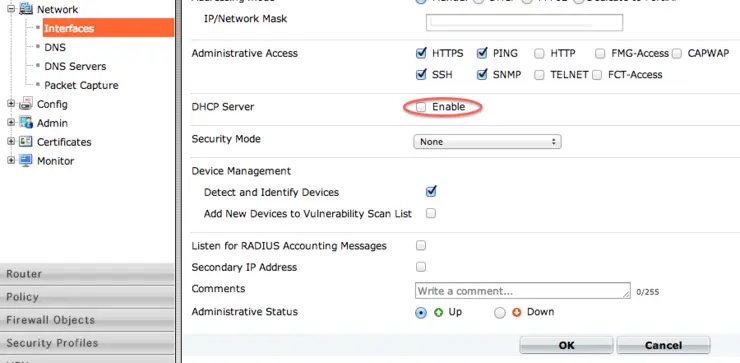 Network
Interfaces
DNS
DNS Servers
Packet Capture
Config
Admin
Certificates
Monitor
Router
Policy
Firewall Objects
Security Profiles
IP/Network Mask
Administrative Access HTTPS PING HTTP FMG-Access CAPWAP
SSH SNMP TELNET FCT-Access
DHCP Server Enable
Security Mode None
Device Management
Detect and Identify Devices
Add New Devices to Vulnerability Scan List
Listen for RADIUS Accounting Messages
Secondary IP Address
Comments Write a comment... 0/255
Administrative Status Up Down
OK Cancel